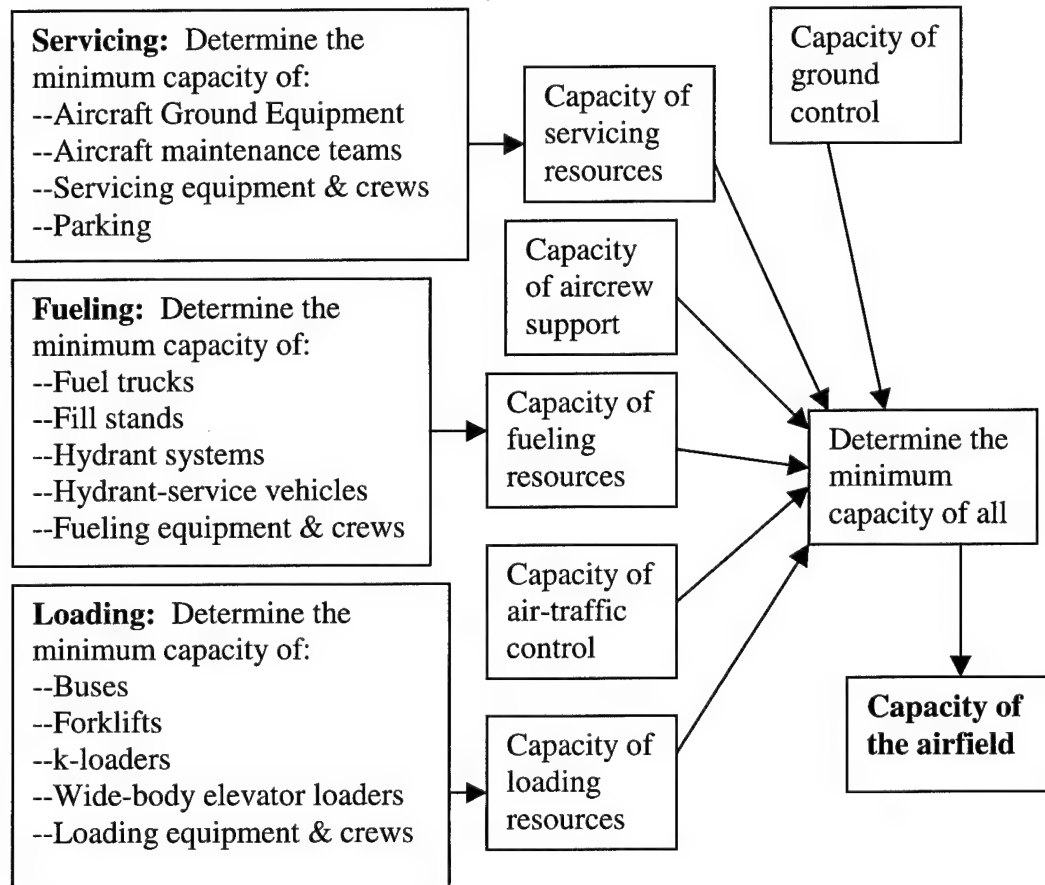 Servicing: Determine the
minimum capacity of:
--Aircraft Ground Equipment
--Aircraft maintenance teams
--Servicing equipment & crews
--Parking
Capacity of
servicing
resources
Capacity of
ground
control
Capacity
of aircrew
support
Fueling: Determine the
minimum capacity of:
--Fuel trucks
--Fill stands
--Hydrant systems
--Hydrant-service vehicles
--Fueling equipment & crews
Capacity of
fueling
resources
Determine the
minimum
capacity of all
Capacity of
air-traffic
control
Loading: Determine the
minimum capacity of:
--Buses
--Forklifts
--k-loaders
--Wide-body elevator loaders
--Loading equipment & crews
Capacity of
loading
resources
Capacity of
the airfield